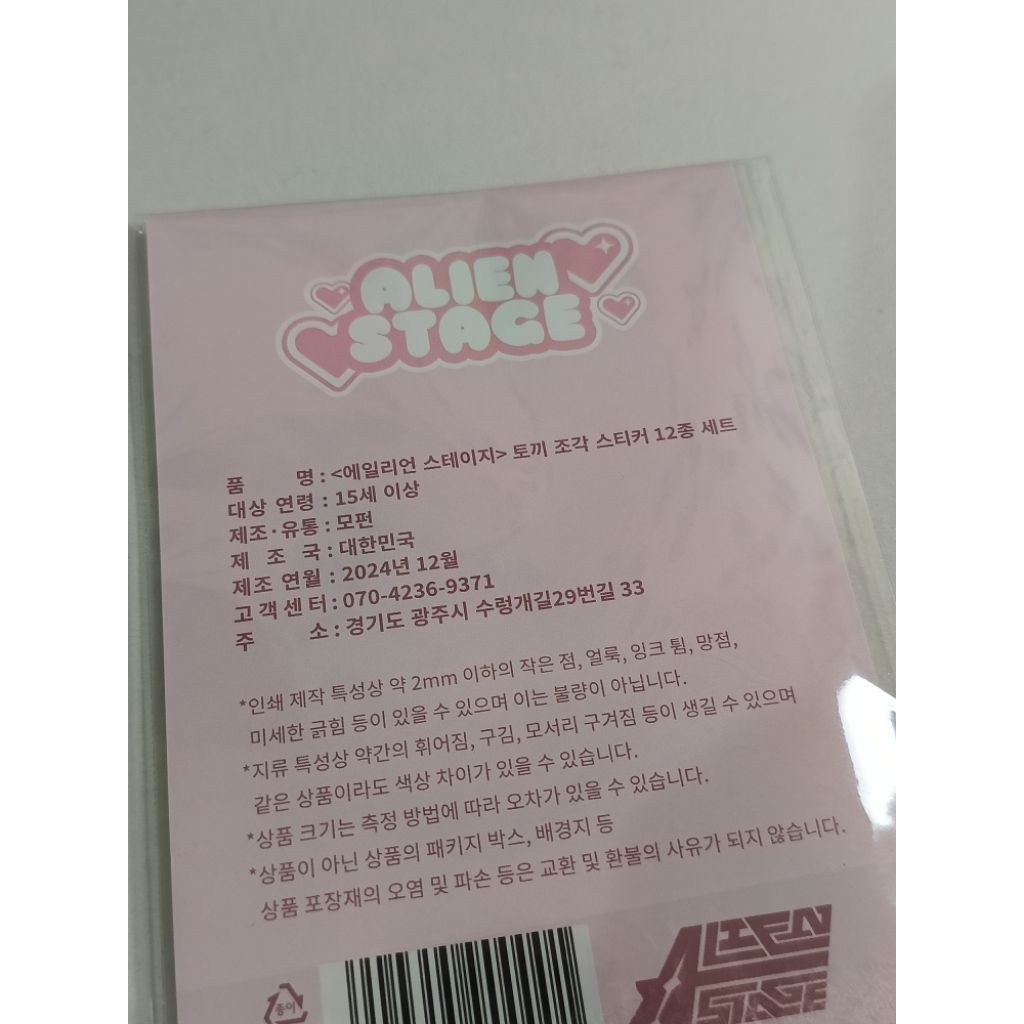 ALIEN
STAGE
품 명 : <에일리언 스테이지> 토끼 조각 스티커 12종 세트
대상 연령 : 15세 이상
제조·유통 : 모펀
제 조 국 : 대한민국
제조 연월 : 2024년 12월
고객센터 : 070-4236-9371
주 소 : 경기도 광주시 수렁개길29번길 33
*인쇄 제작 특성상 약 2mm 이하의 작은 점, 얼룩, 잉크 튐, 망점,
미세한 긁힘 등이 있을 수 있으며 이는 불량이 아닙니다.
*지류 특성상 약간의 휘어짐, 구김, 모서리 구겨짐 등이 생길 수 있으며
같은 상품이라도 색상 차이가 있을 수 있습니다.
*상품 크기는 측정 방법에 따라 오차가 있을 수 있습니다.
*상품이 아닌 상품의 패키지 박스, 배경지 등
상품 포장재의 오염 및 파손 등은 교환 및 환불의 사유가 되지 않습니다.
종이
ALIEN
STAGE